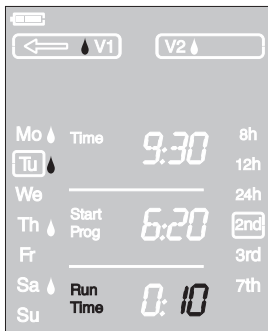 V1 V2
Mo Time 9:30 8h
Tu 12h
We 24h
Th Start Prog 6:20 2nd
Fr 3rd
Sa Run Time 0:10 7th
Su